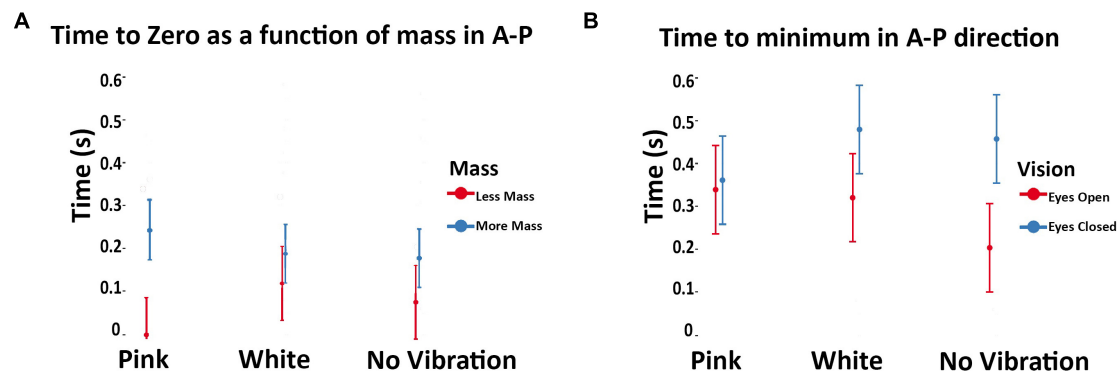 A
Time to Zero as a function of mass in A-P
Time (s)
0.6
0.5
0.4
0.3
0.2
0.1
0
Pink
White
No Vibration
Mass
Less Mass
More Mass
B
Time to minimum in A-P direction
Time (s)
0.6
0.5
0.4
0.3
0.2
0.1
0
Pink
White
No Vibration
Vision
Eyes Open
Eyes Closed